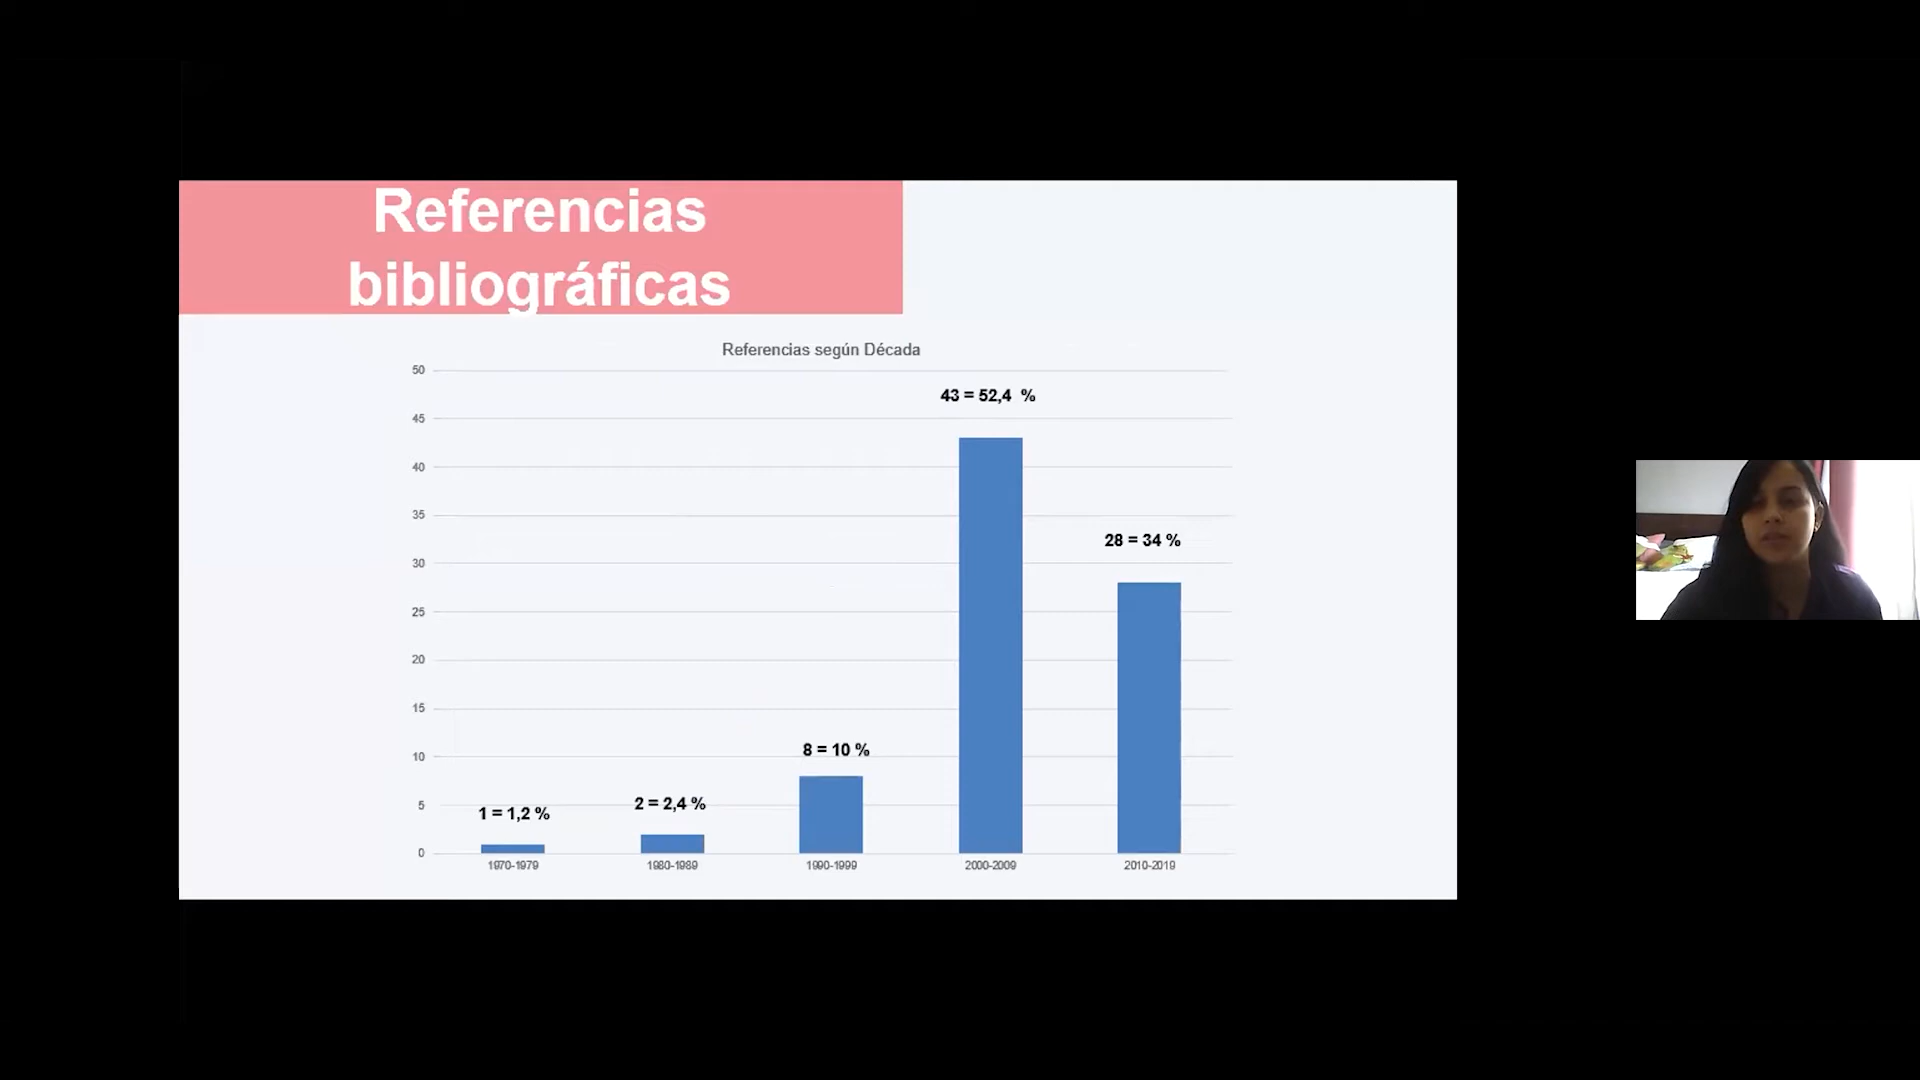 Referencias
bibliográficas
Referencias según Década
50
45
40
35
30
25
20
15
10
5
0
1 = 1,2 %
2 = 2,4 %
8 = 10 %
43 = 52,4 %
28 = 34 %
1970-1979
1980-1989
1990-1999
2000-2009
2010-2019